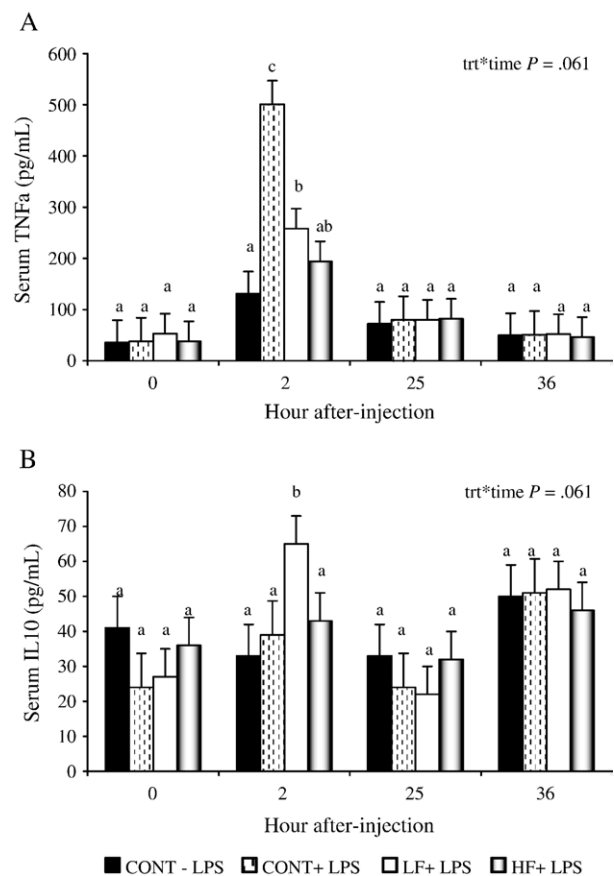 A
600
500
400
300
200
100
0
Serum TNFa (pg/mL)
trt*time P = .061
c
b
ab
a
a a a a
a a a a
a a a a
0 2 25 36
Hour after-injection
B
80
70
60
50
40
30
20
10
0
Serum IL10 (pg/mL)
trt*time P = .061
b
a a a a
a a a
a a a a
a a a a
0 2 25 36
Hour after-injection
CONT - LPS CONT+ LPS LF+ LPS HF+ LPS